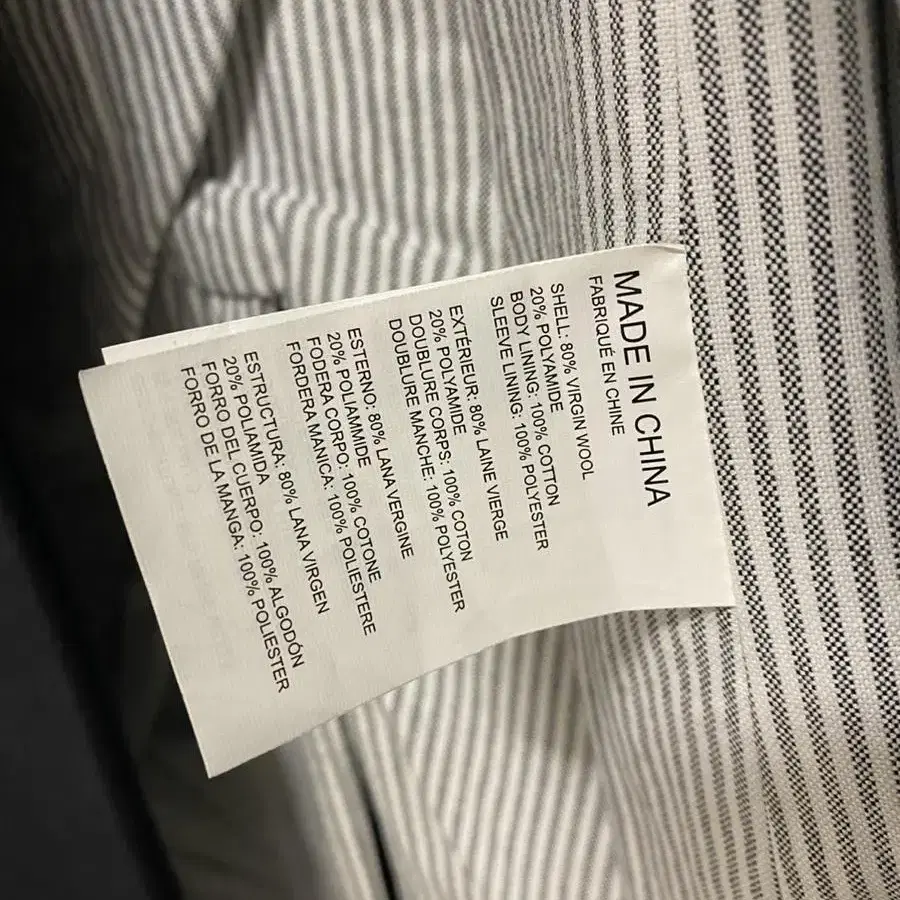 MADE IN CHINA
FABRIQUÉ EN CHINE
SHELL: 80% VIRGIN WOOL
20% POLYAMIDE
BODY LINING: 100% COTTON
SLEEVE LINING: 100% POLYESTER
EXTÉRIEUR: 80% LAINE VIERGE
20% POLYAMIDE
DOUBLURE CORPS: 100% COTON
DOUBLURE MANCHE: 100% POLYESTER
ESTERNO: 80% LANA VERGINE
20% POLIAMMIDE
FODERA CORPO: 100% COTONE
FORDERA MANICA: 100% POLIESTERE
ESTRUCTURA: 80% LANA VIRGEN
20% POLIAMIDA
FORRO DEL CUERPO: 100% ALGODÓN
FORRO DE LA MANGA: 100% POLIESTER